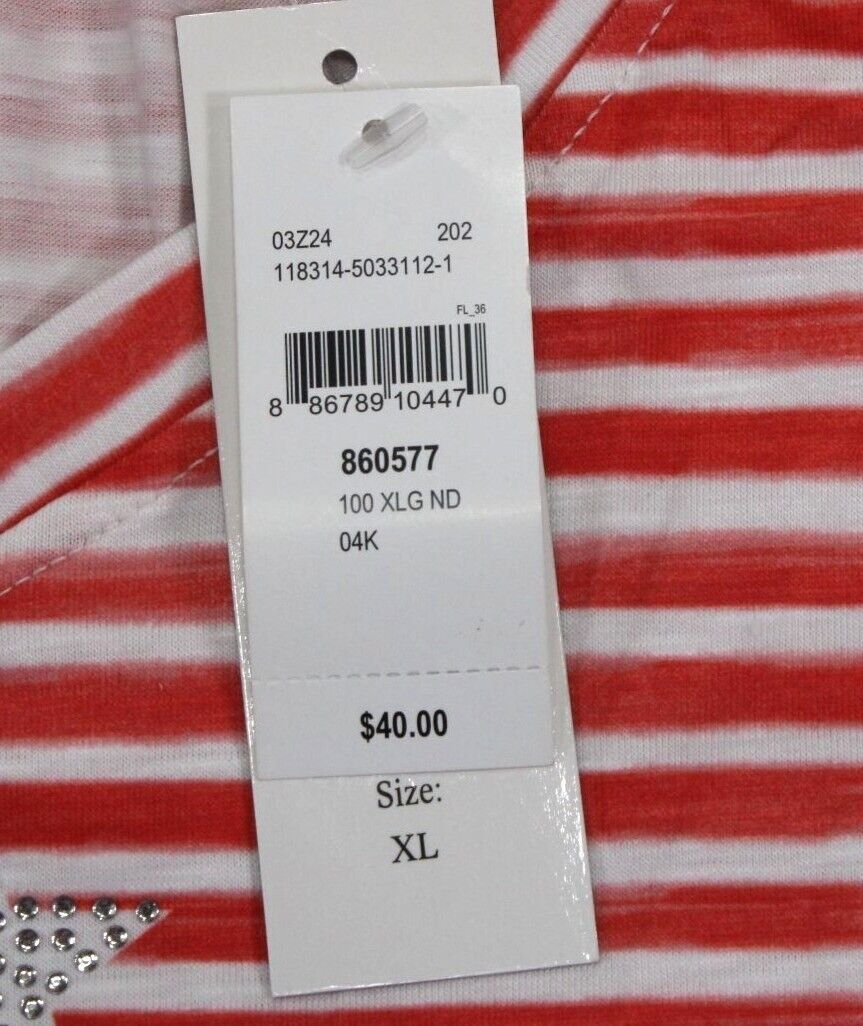 03Z24 202
118314-5033112-1
FL_36
8 86789 10447 0
860577
100 XLG ND
04K
$40.00
Size:
XL